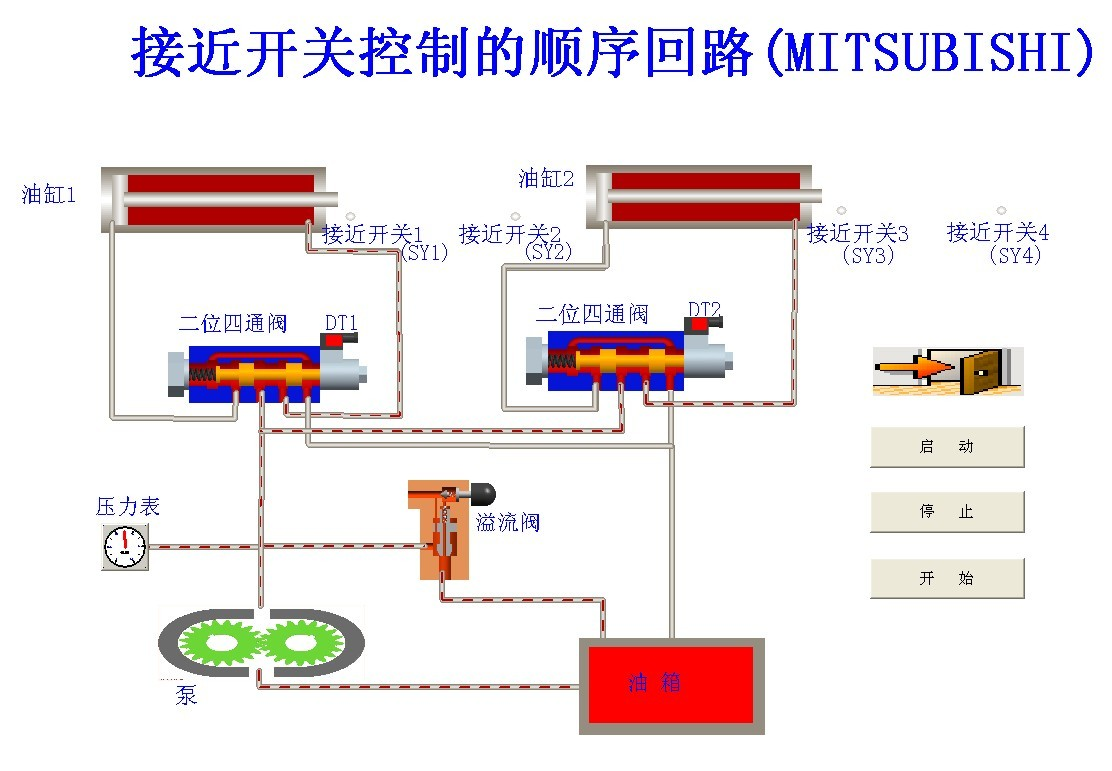 接近开关控制的顺序回路(MITSUBISHI)
油缸1
油缸2
接近开关1
(SY1)
接近开关2
(SY2)
接近开关3
(SY3)
接近开关4
(SY4)
二位四通阀
DT1
二位四通阀
DT2
启 动
压力表
溢流阀
停 止
开 始
泵
油 箱